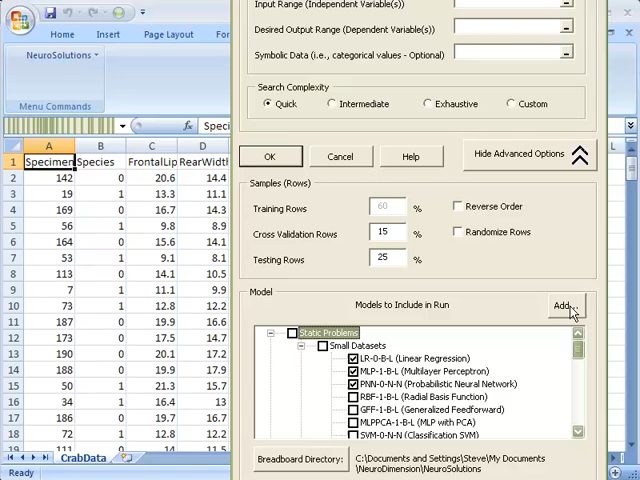 Home Insert Page Layout
NeuroSolutions
Menu Commands
Input Range (Independent Variable(s))
Desired Output Range (Dependent Variable(s))
Symbolic Data (i.e., categorical values - Optional)
Search Complexity
Quick Intermediate Exhaustive Custom
OK Cancel Help Hide Advanced Options
Samples (Rows)
Training Rows 60 % Reverse Order
Cross Validation Rows 15 % Randomize Rows
Testing Rows 25 %
Model
Models to Include in Run Add...
Static Problems
Small Datasets
LR-0-B-L (Linear Regression)
MLP-1-B-L (Multilayer Perceptron)
PNN-0-N-N (Probabilistic Neural Network)
RBF-1-B-L (Radial Basis Function)
GFF-1-B-L (Generalized Feedforward)
MLPPCA-1-B-L (MLP with PCA)
SVM-0-N-N (Classification SVM)
Breadboard Directory: C:\Documents and Settings\Steve\My Documents
\NeuroDimension\NeuroSolutions
A1 fx Speci
A B C D L
1 Specimen Species FrontalLip RearWidth
2 142 0 20.6 14.4
3 19 1 13.3 11.1
4 169 0 16.7 14.3
5 56 1 9.8 8.9
6 164 0 15.6 14.1
7 53 1 9.1 8.1
8 113 0 14.1 10.5
9 7 1 11.1 9.9
10 73 1 12.8 12.2
11 187 0 19.9 16.6
12 173 0 17.5 14.7
13 190 0 20.1 17.2
14 188 0 19.9 17.9
15 50 1 21.3 15.7
16 34 1 16.4 13
17 186 0 19.7 16.7
18 72 1 12.8 12.2
19 111
CrabData
Ready